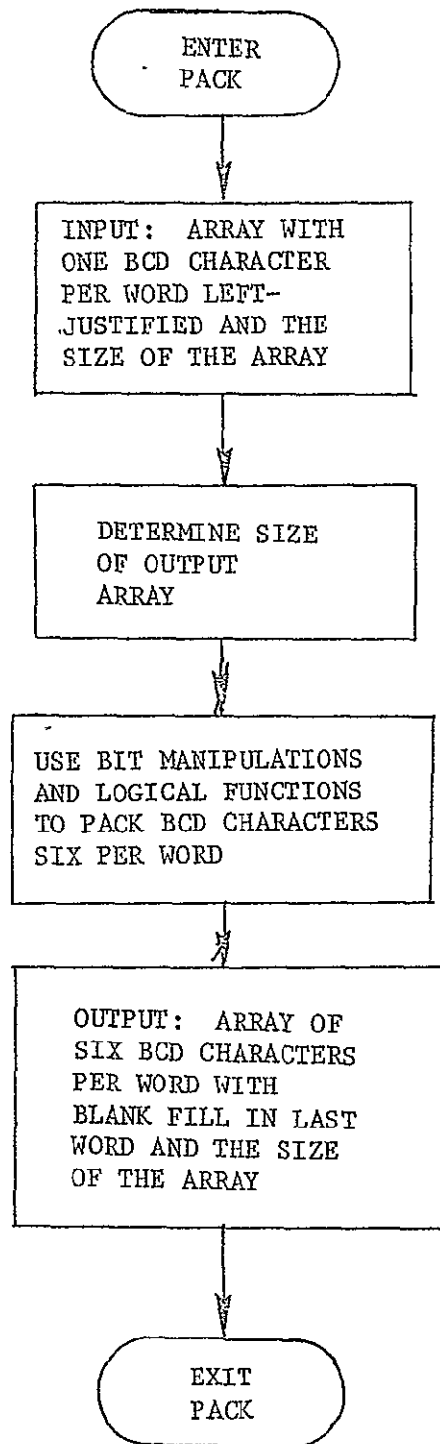 ENTER
PACK
INPUT: ARRAY WITH
ONE BCD CHARACTER
PER WORD LEFT-
JUSTIFIED AND THE
SIZE OF THE ARRAY
DETERMINE SIZE
OF OUTPUT
ARRAY
USE BIT MANIPULATIONS
AND LOGICAL FUNCTIONS
TO PACK BCD CHARACTERS
SIX PER WORD
OUTPUT: ARRAY OF
SIX BCD CHARACTERS
PER WORD WITH
BLANK FILL IN LAST
WORD AND THE SIZE
OF THE ARRAY
EXIT
PACK